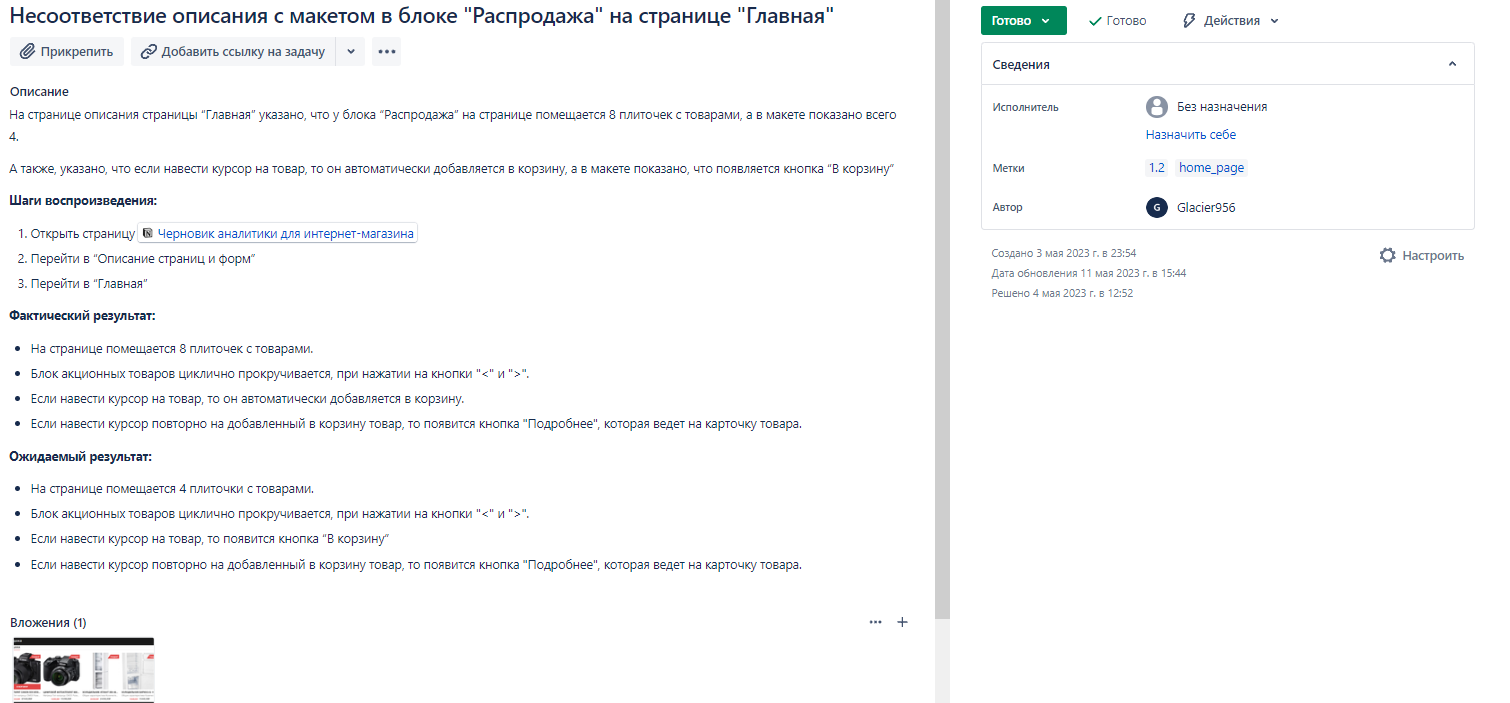 Несоответствие описания с макетом в блоке "Распродажа" на странице "Главная"
Прикрепить
Добавить ссылку на задачу
Описание
На странице описания страницы “Главная” указано, что у блока “Распродажа” на странице помещается 8 плиточек с товарами, а в макете показано всего
4.
А также, указано, что если навести курсор на товар, то он автоматически добавляется в корзину, а в макете показано, что появляется кнопка “В корзину”
Шаги воспроизведения:
1. Открыть страницу Черновик аналитики для интернет-магазина
2. Перейти в “Описание страниц и форм”
3. Перейти в “Главная”
Фактический результат:
• На странице помещается 8 плиточек с товарами.
• Блок акционных товаров циклично прокручивается, при нажатии на кнопки "<" и ">".
• Если навести курсор на товар, то он автоматически добавляется в корзину.
• Если навести курсор повторно на добавленный в корзину товар, то появится кнопка "Подробнее", которая ведет на карточку товара.
Ожидаемый результат:
• На странице помещается 4 плиточки с товарами.
• Блок акционных товаров циклично прокручивается, при нажатии на кнопки "<" и ">".
• Если навести курсор на товар, то появится кнопка “В корзину”
• Если навести курсор повторно на добавленный в корзину товар, то появится кнопка "Подробнее", которая ведет на карточку товара.
Вложения (1)
Готово
Готово
Действия
Сведения
Исполнитель
Без назначения
Назначить себе
Метки
1.2 home_page
Автор
G Glacier956
Создано 3 мая 2023 г. в 23:54
Дата обновления 11 мая 2023 г. в 15:44
Решено 4 мая 2023 г. в 12:52
Настроить